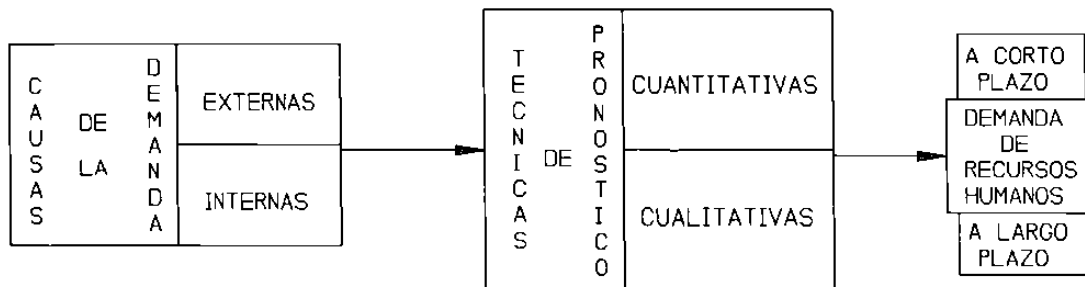 CAUSAS
DE
LA
DEMANDA
EXTERNAS
INTERNAS
TECNICAS
DE
PRONOSTICO
CUANTITATIVAS
CUALITATIVAS
A CORTO
PLAZO
DEMANDA
DE
RECURSOS
HUMANOS
A LARGO
PLAZO